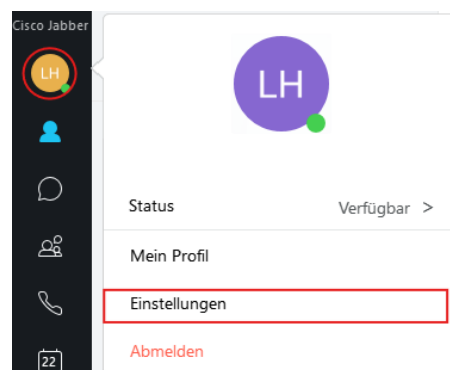 Cisco Jabber
LH
LH
Status
Verfügbar >
Mein Profil
Einstellungen
Abmelden
22